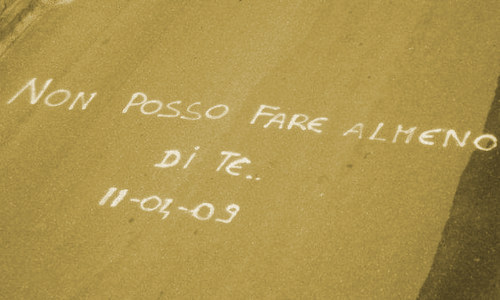 NON POSSO FARE ALMENO
Di TE..
11-04-09